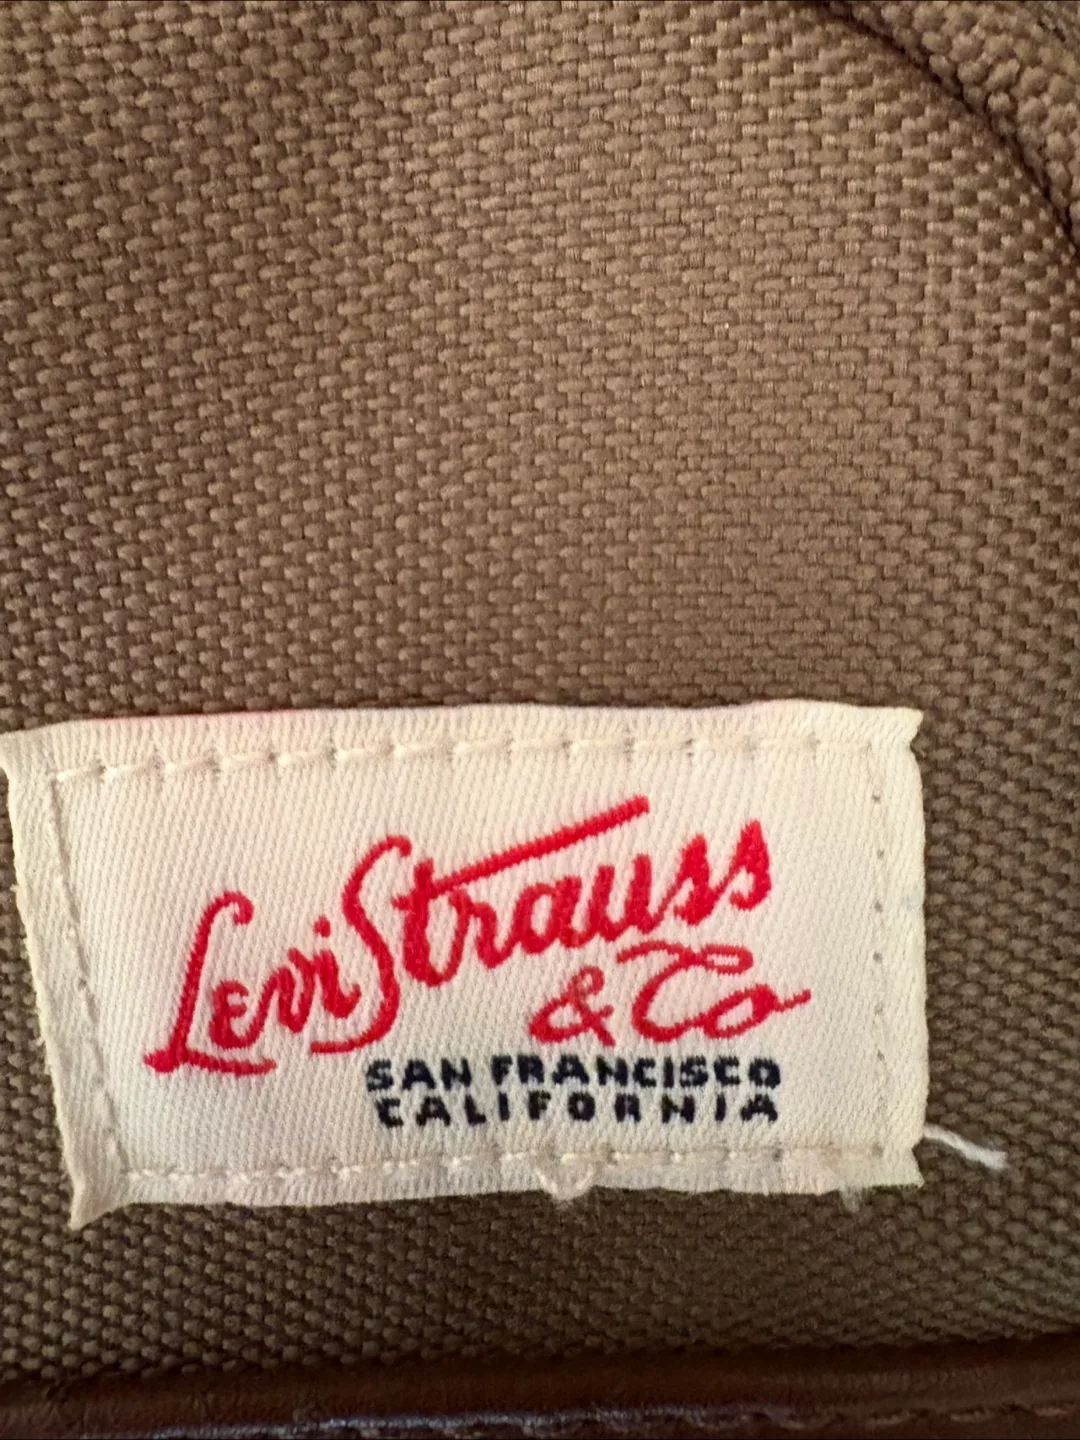 Levi Strauss
& Co
SAN FRANCISCO
CALIFORNIA